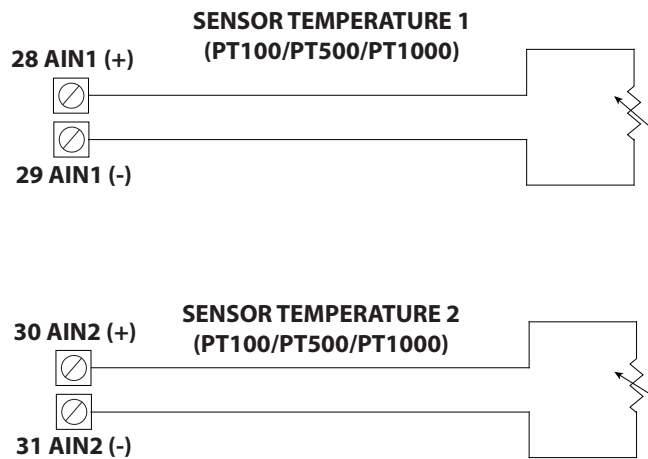 SENSOR TEMPERATURE 1
(PT100/PT500/PT1000)
28 AIN1 (+)
29 AIN1 (-)
SENSOR TEMPERATURE 2
(PT100/PT500/PT1000)
30 AIN2 (+)
31 AIN2 (-)